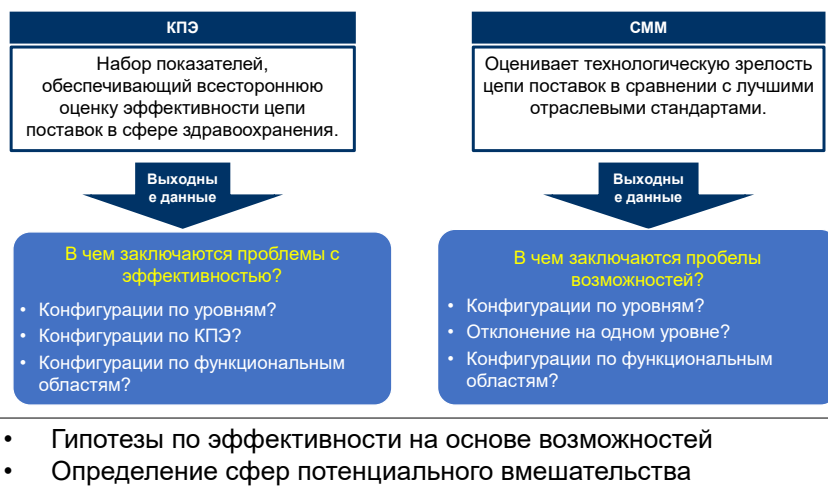 КПЭ
Набор показателей,
обеспечивающий всестороннюю
оценку эффективности цепи
поставок в сфере здравоохранения.
Выходны
е данные
В чем заключаются проблемы с
эффективностью?
• Конфигурации по уровням?
• Конфигурации по КПЭ?
• Конфигурации по функциональным
областям?
СММ
Оценивает технологическую зрелость
цепи поставок в сравнении с лучшими
отраслевыми стандартами.
Выходны
е данные
В чем заключаются пробелы
возможностей?
• Конфигурации по уровням?
• Отклонение на одном уровне?
• Конфигурации по функциональным
областям?
• Гипотезы по эффективности на основе возможностей
• Определение сфер потенциального вмешательства